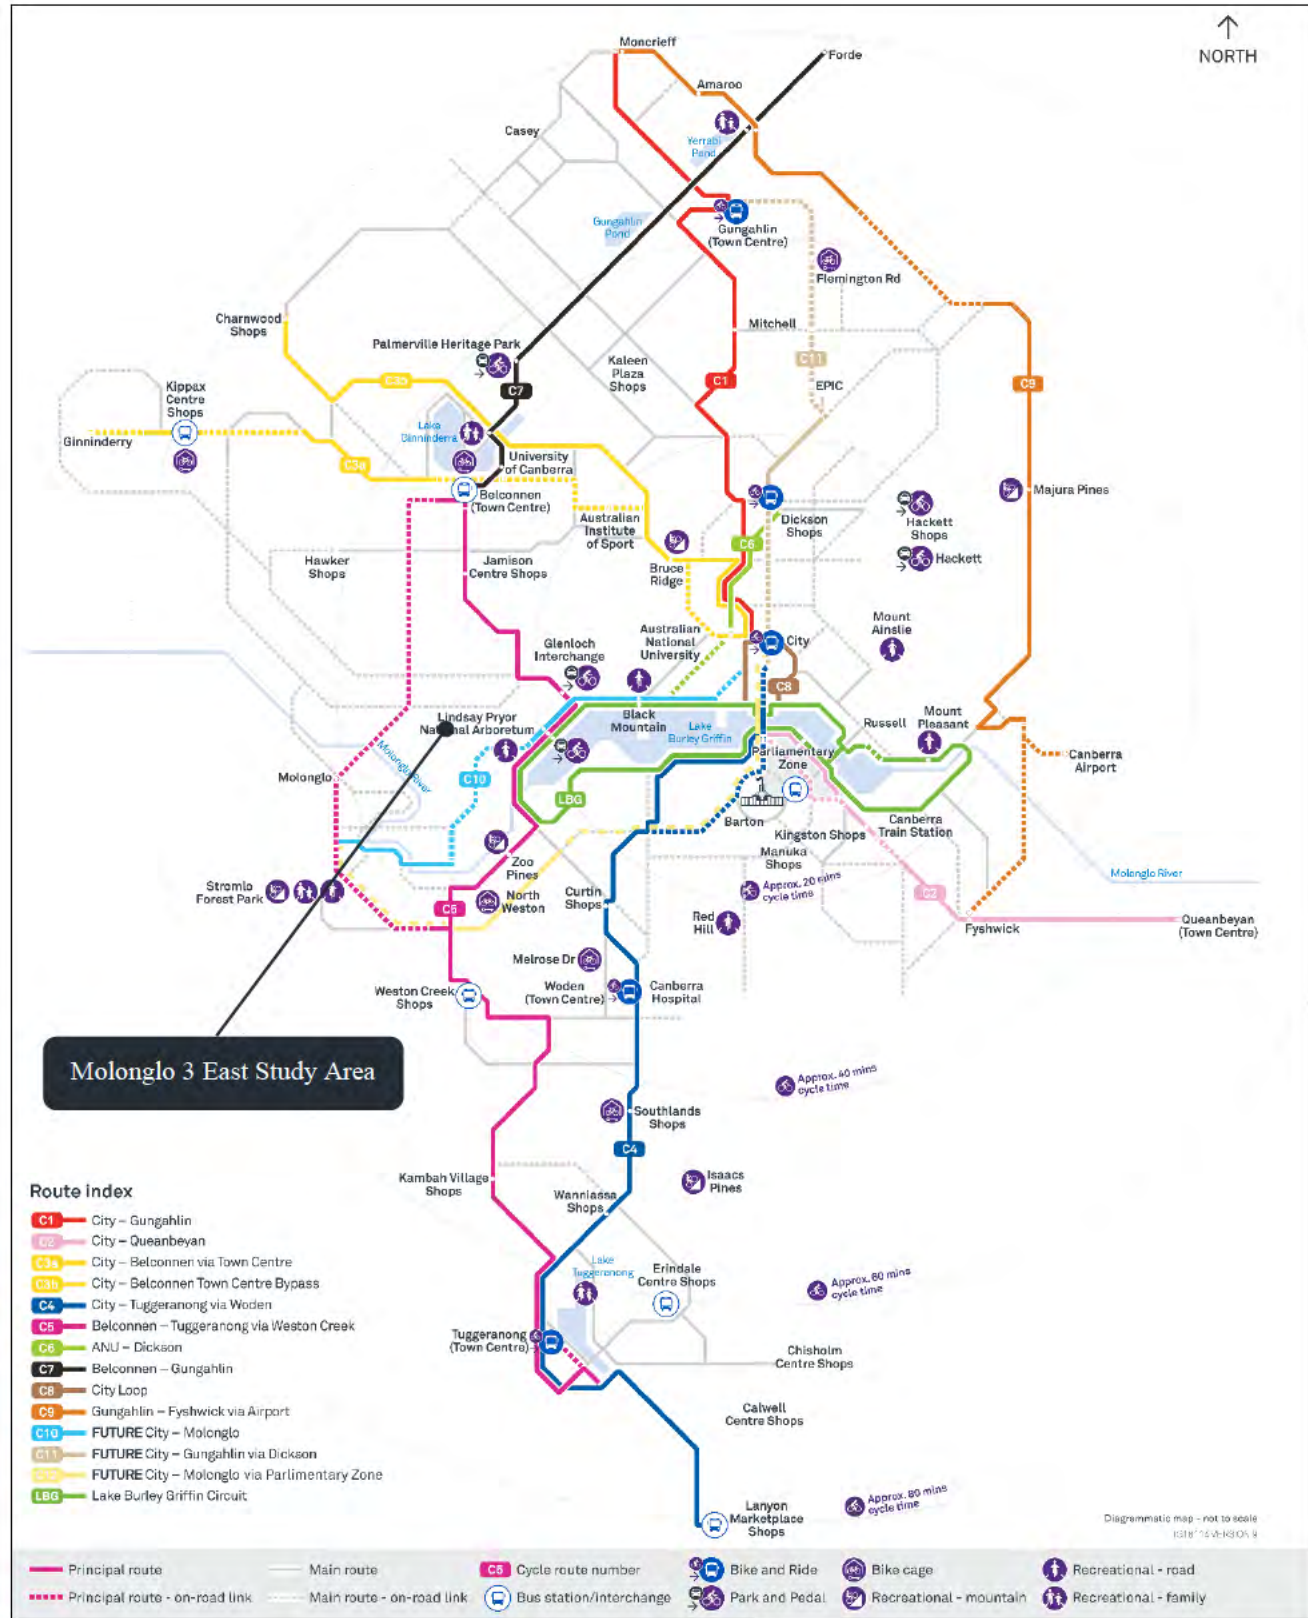 NORTH
Moncrieff
Forde
Amaroo
Casey
Yerrabi
Pond
Gungahlin
Pond
Gungahlin
(Town Centre)
Flemington Rd
Charnwood
Shops
Mitchell
Palmerville Heritage Park
Kaleen
Plaza
Shops
C11
C3b
C7
C1
EPIC
C9
Kippax
Centre
Shops
Lake
Ginninderra
Ginninderry
University
of Canberra
C3a
Belconnen
(Town Centre)
Majura Pines
Australian
Institute
of Sport
Dickson
Shops
Hackett
Shops
C6
Hackett
Hawker
Shops
Jamison
Centre Shops
Bruce
Ridge
Mount
Ainslie
Australian
National
University
City
Glenloch
Interchange
C8
Lindsay Pryor
National Arboretum
Black
Mountain
Lake
Burley Griffin
Russell
Mount
Pleasant
Molonglo
Molonglo River
C10
Parliamentary
Zone
Canberra
Airport
LBG
Barton
Kingston Shops
Canberra
Train Station
Manuka
Shops
Zoo
Pines
Molonglo River
Stromlo
Forest Park
North
Weston
Curtin
Shops
Approx. 20 mins
cycle time
C5
C2
Red
Hill
Fyshwick
Queanbeyan
(Town Centre)
Melrose Dr
Weston Creek
Shops
Woden
(Town Centre)
Canberra
Hospital
Molonglo 3 East Study Area
Approx. 40 mins
cycle time
Southlands
Shops
C4
Kambah Village
Shops
Isaacs
Pines
Wanniassa
Shops
Lake
Tuggeranong
Erindale
Centre Shops
Approx. 60 mins
cycle time
Tuggeranong
(Town Centre)
Chisholm
Centre Shops
Calwell
Centre Shops
Approx. 80 mins
cycle time
Lanyon
Marketplace
Shops
Route index
C1 City – Gungahlin
C2 City – Queanbeyan
C3a City – Belconnen via Town Centre
C3b City – Belconnen Town Centre Bypass
C4 City – Tuggeranong via Woden
C5 Belconnen – Tuggeranong via Weston Creek
C6 ANU – Dickson
C7 Belconnen – Gungahlin
C8 City Loop
C9 Gungahlin – Fyshwick via Airport
C10 FUTURE City – Molonglo
C11 FUTURE City – Gungahlin via Dickson
FUTURE City – Molonglo via Parlimentary Zone
LBG Lake Burley Griffin Circuit
Diagrammatic map - not to scale
Principal route
Main route
C5 Cycle route number
Bike and Ride
Bike cage
Recreational - road
Principal route - on-road link
Main route - on-road link
Bus station/interchange
Park and Pedal
Recreational - mountain
Recreational - family